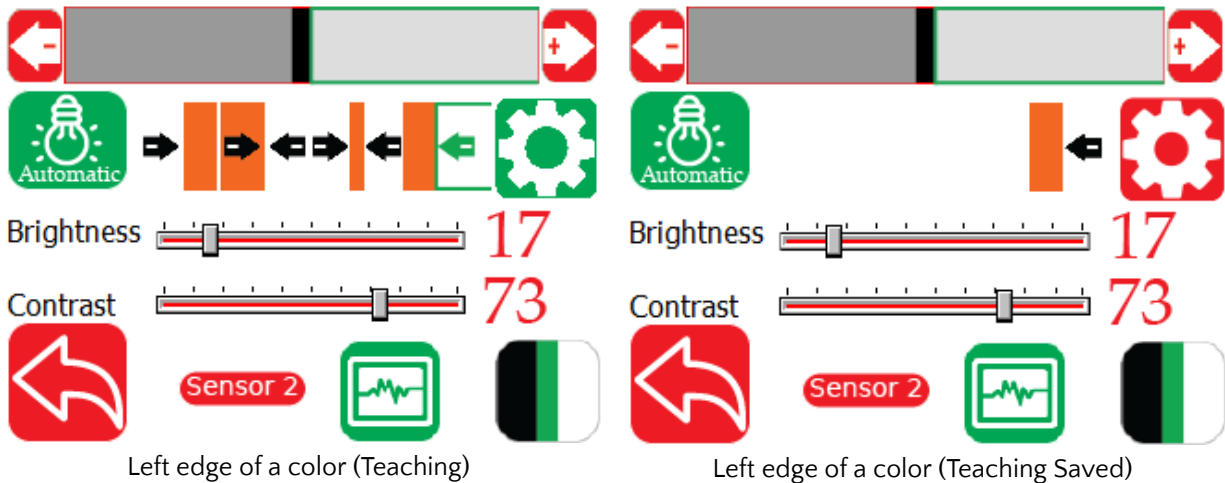 - + - +
Automatic Automatic
Brightness 17 Brightness 17
Contrast 73 Contrast 73
Sensor 2 Sensor 2
Left edge of a color (Teaching) Left edge of a color (Teaching Saved)